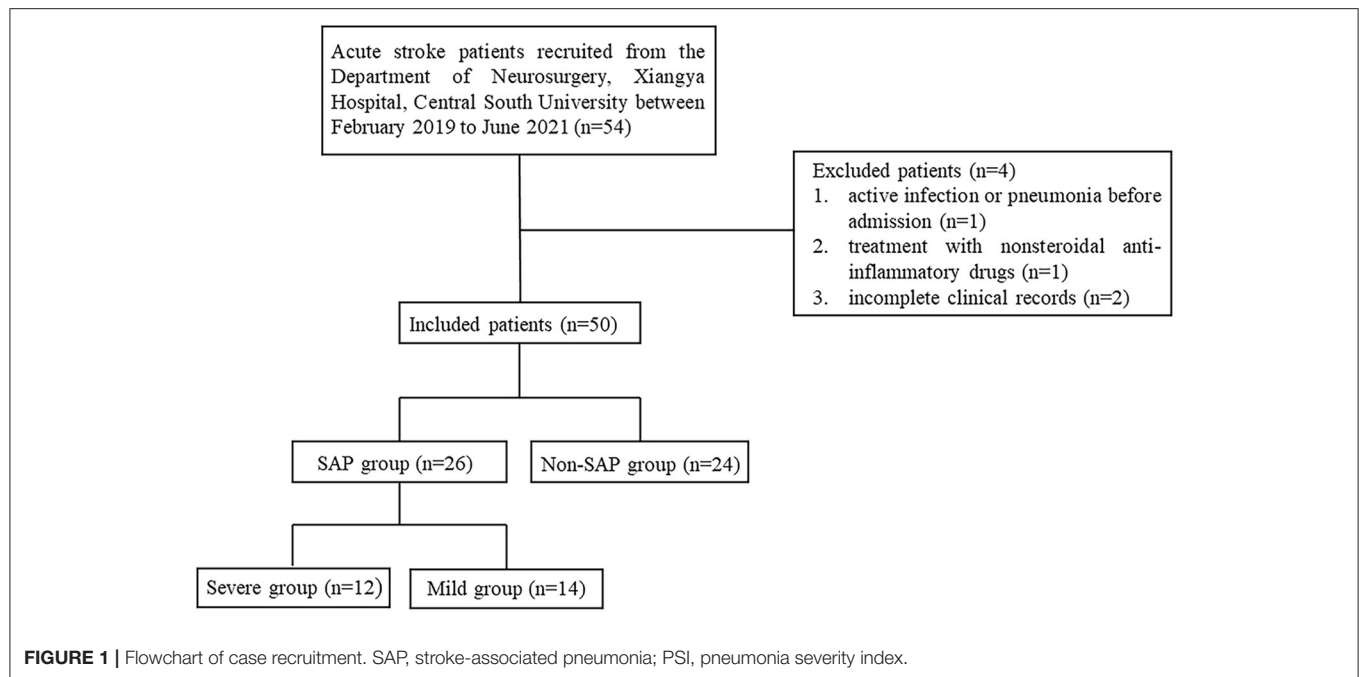 Acute stroke patients recruited from the
Department of Neurosurgery, Xiangya
Hospital, Central South University between
February 2019 to June 2021 (n=54)
Excluded patients (n=4)
1. active infection or pneumonia before
admission (n=1)
2. treatment with nonsteroidal anti-
inflammatory drugs (n=1)
3. incomplete clinical records (n=2)
Included patients (n=50)
SAP group (n=26)
Non-SAP group (n=24)
Severe group (n=12)
Mild group (n=14)
FIGURE 1 | Flowchart of case recruitment. SAP, stroke-associated pneumonia; PSI, pneumonia severity index.